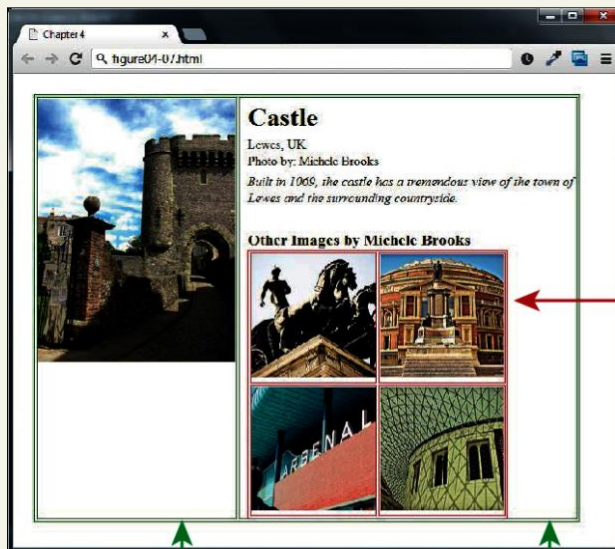 Chapter 4
figure04-07.html
Castle
Lewes, UK
Photo by: Michele Brooks
Built in 1069, the castle has a tremendous view of the town of
Lewes and the surrounding countryside.
Other Images by Michele Brooks
ARSENAL